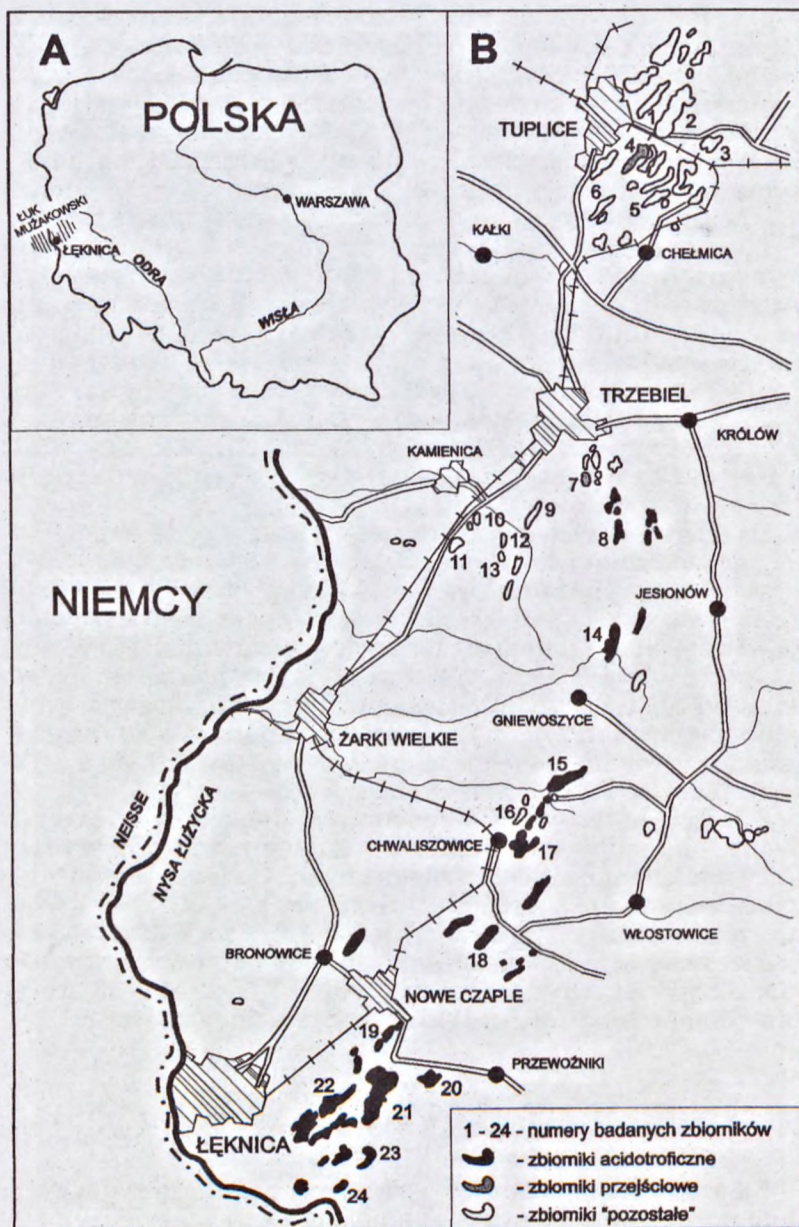 A
POLSKA
WARSZAWA
ŁUK
MUŻAKOWSKI
ŁĘKNICA
ODRA
WISŁA
B
TUPLICE
1
2
3
4
5
6
KAŁKI
CHEŁMICA
TRZEBIEL
KRÓLÓW
KAMIENICA
7
8
9
10
11
12
13
NIEMCY
JESIONÓW
14
GNIEWOSZYCE
ŻARKI WIELKIE
NEISSE
NYSA ŁUŻYCKA
15
16
CHWALISZOWICE
17
WŁOSTOWICE
18
BRONOWICE
NOWE CZAPLE
19
PRZEWOŹNIKI
20
21
22
ŁĘKNICA
23
24
1 - 24 - numery badanych zbiorników
- zbiorniki acidotroficzne
- zbiorniki przejściowe
- zbiorniki "pozostałe"